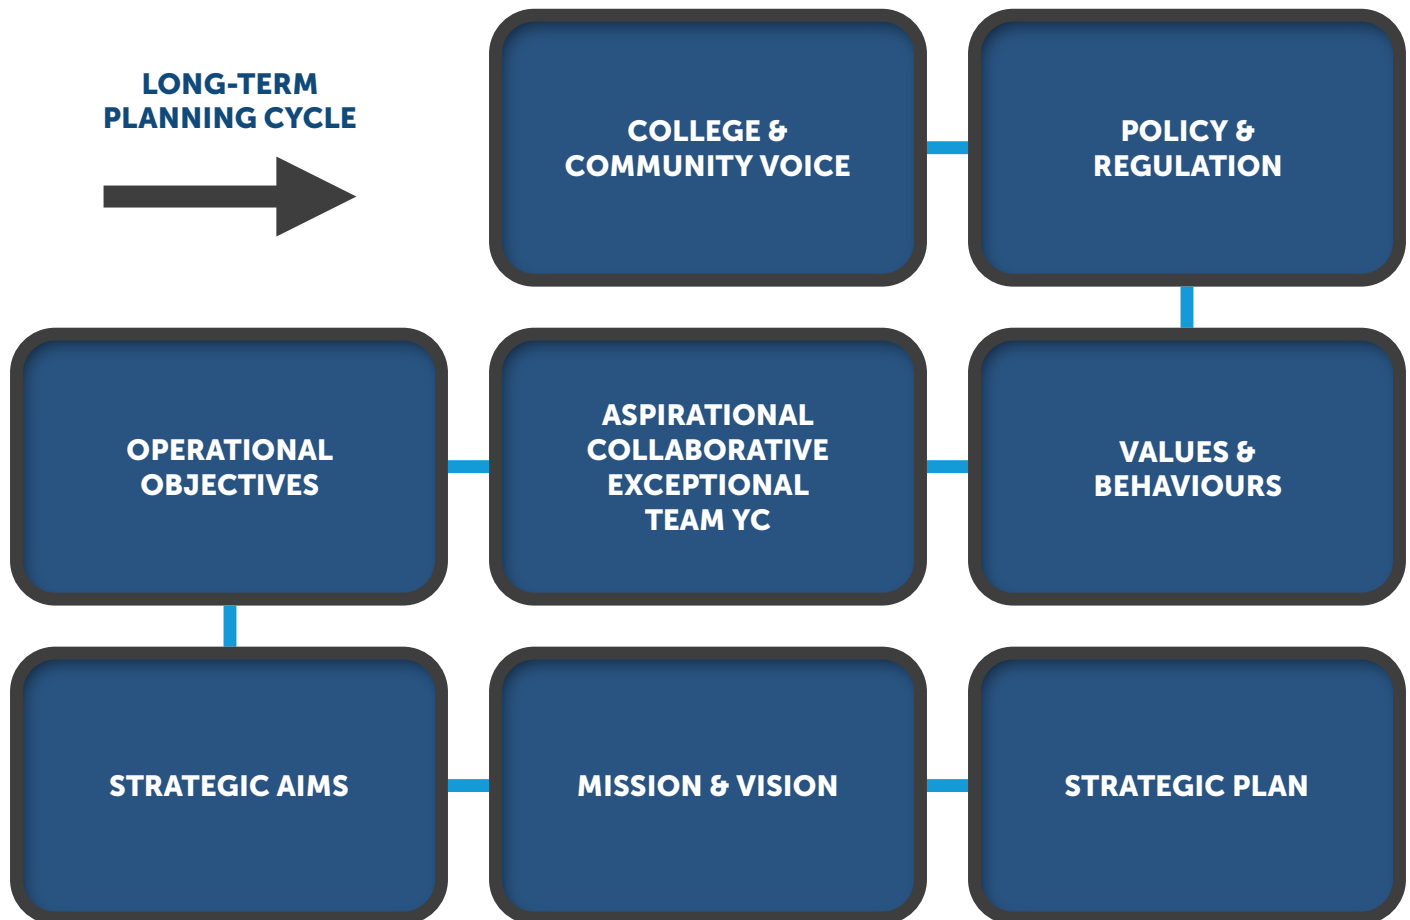 LONG-TERM
PLANNING CYCLE
COLLEGE &
COMMUNITY VOICE
POLICY &
REGULATION
OPERATIONAL
OBJECTIVES
ASPIRATIONAL
COLLABORATIVE
EXCEPTIONAL
TEAM YC
VALUES &
BEHAVIOURS
STRATEGIC AIMS
MISSION & VISION
STRATEGIC PLAN